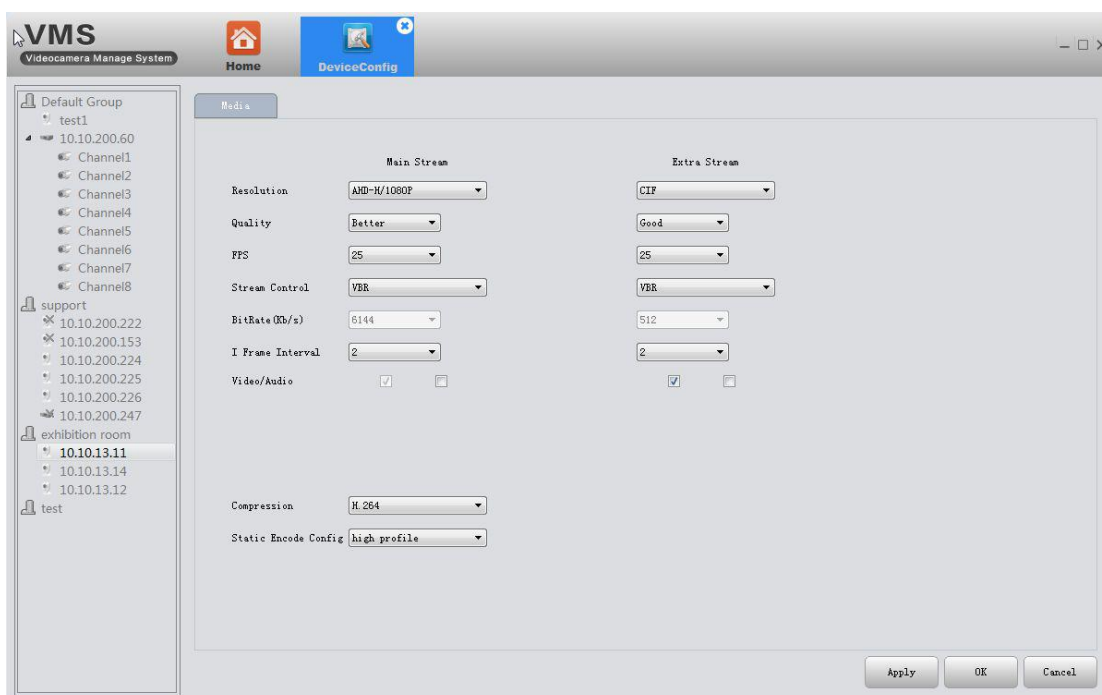 VMS
Videocamera Manage System
Home
DeviceConfig
Default Group
test1
10.10.200.60
Channel1
Channel2
Channel3
Channel4
Channel5
Channel6
Channel7
Channel8
support
10.10.200.222
10.10.200.153
10.10.200.224
10.10.200.225
10.10.200.226
10.10.200.247
exhibition room
10.10.13.11
10.10.13.14
10.10.13.12
test
Media
Main Stream Extra Stream
Resolution AHD-H/1080P CIF
Quality Better Good
FPS 25 25
Stream Control VBR VBR
BitRate(Kb/s) 6144 512
I Frame Interval 2 2
Video/Audio
Compression H.264
Static Encode Config high profile
Apply OK Cancel